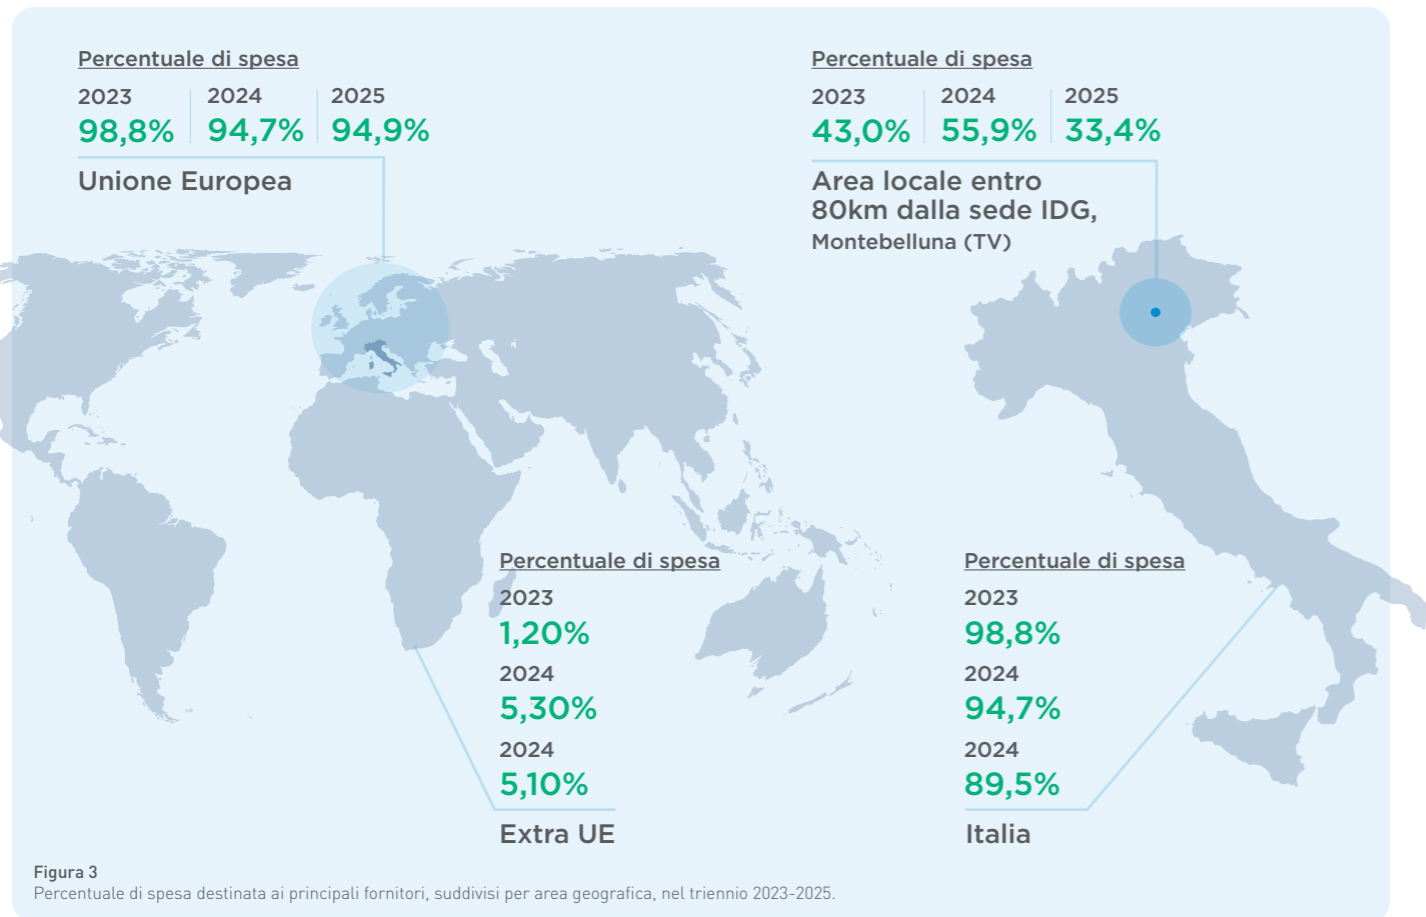 Percentuale di spesa
2023 2024 2025
98,8% 94,7% 94,9%
Unione Europea
Percentuale di spesa
2023 2024 2025
43,0% 55,9% 33,4%
Area locale entro
80km dalla sede IDG,
Montebelluna (TV)
Percentuale di spesa
2023
1,20%
2024
5,30%
2024
5,10%
Extra UE
Percentuale di spesa
2023
98,8%
2024
94,7%
2024
89,5%
Italia
Figura 3
Percentuale di spesa destinata ai principali fornitori, suddivisi per area geografica, nel triennio 2023-2025.